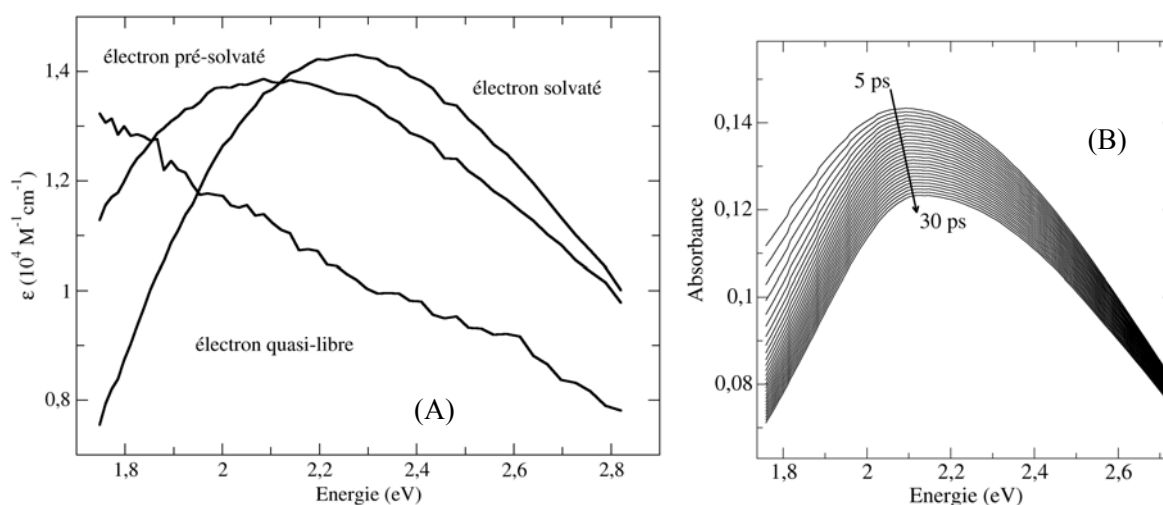 électron pré-solvaté
électron solvaté
électron quasi-libre
(A)
ε (10⁴ M⁻¹cm⁻¹)
1,4
1,2
1
0,8
1,8
2
2,2
2,4
2,6
2,8
Energie (eV)
5 ps
30 ps
(B)
Absorbance
0,14
0,12
0,1
0,08
1,8
2
2,2
2,4
2,6
Energie (eV)